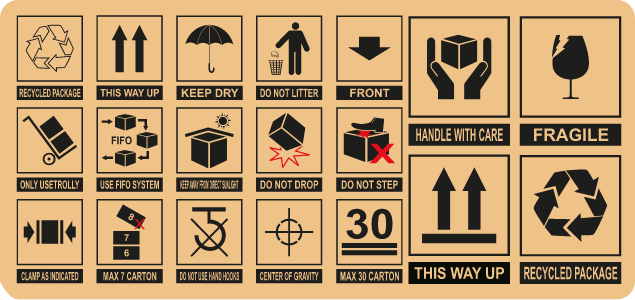 RECYCLED PACKAGE
THIS WAY UP
KEEP DRY
DO NOT LITTER
FRONT
FIFO
ONLY USETROLLY
USE FIFO SYSTEM
KEEP AWAY FROM DIRECT SUNLIGHT
DO NOT DROP
DO NOT STEP
8
7
6
30
CLAMP AS INDICATED
MAX 7 CARTON
DO NOT USE HAND HOOKS
CENTER OF GRAVITY
MAX 30 CARTON
HANDLE WITH CARE
FRAGILE
THIS WAY UP
RECYCLED PACKAGE